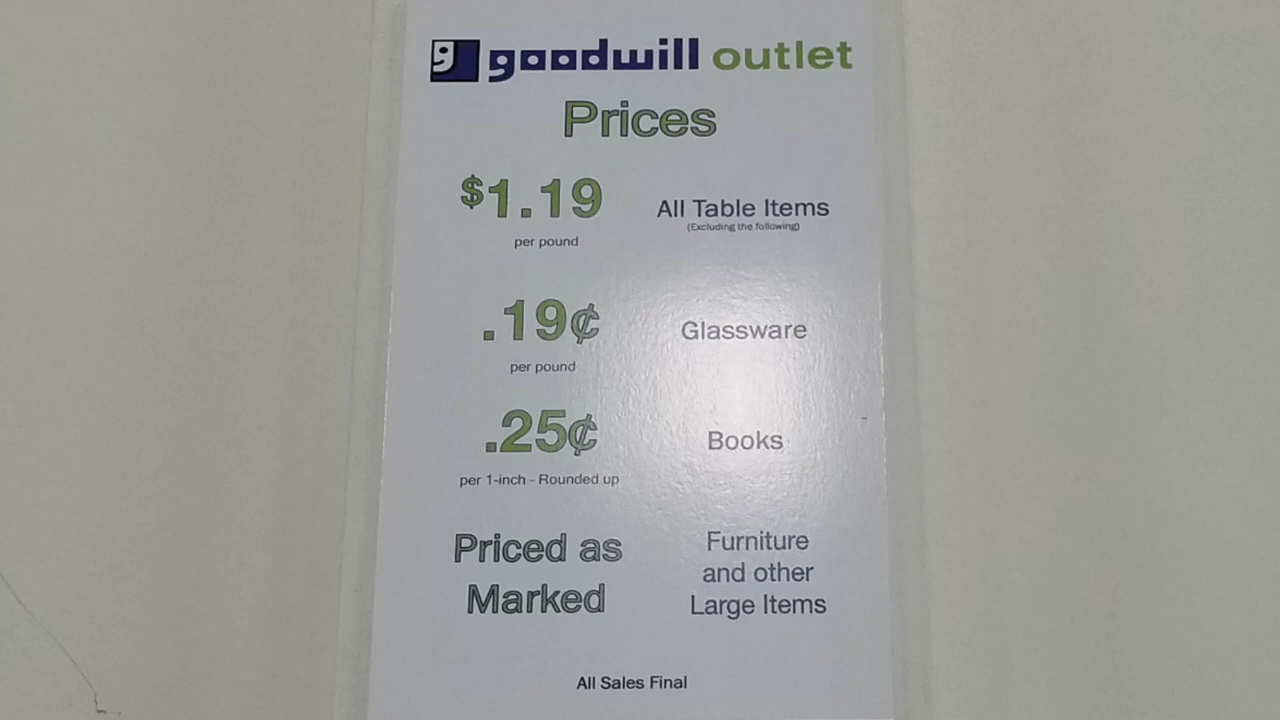 g goodwill outlet
Prices
$1.19 All Table Items
(Excluding the following)
per pound
.19¢ Glassware
per pound
.25¢ Books
per 1-inch - Rounded up
Priced as Marked
Furniture
and other
Large Items
All Sales Final